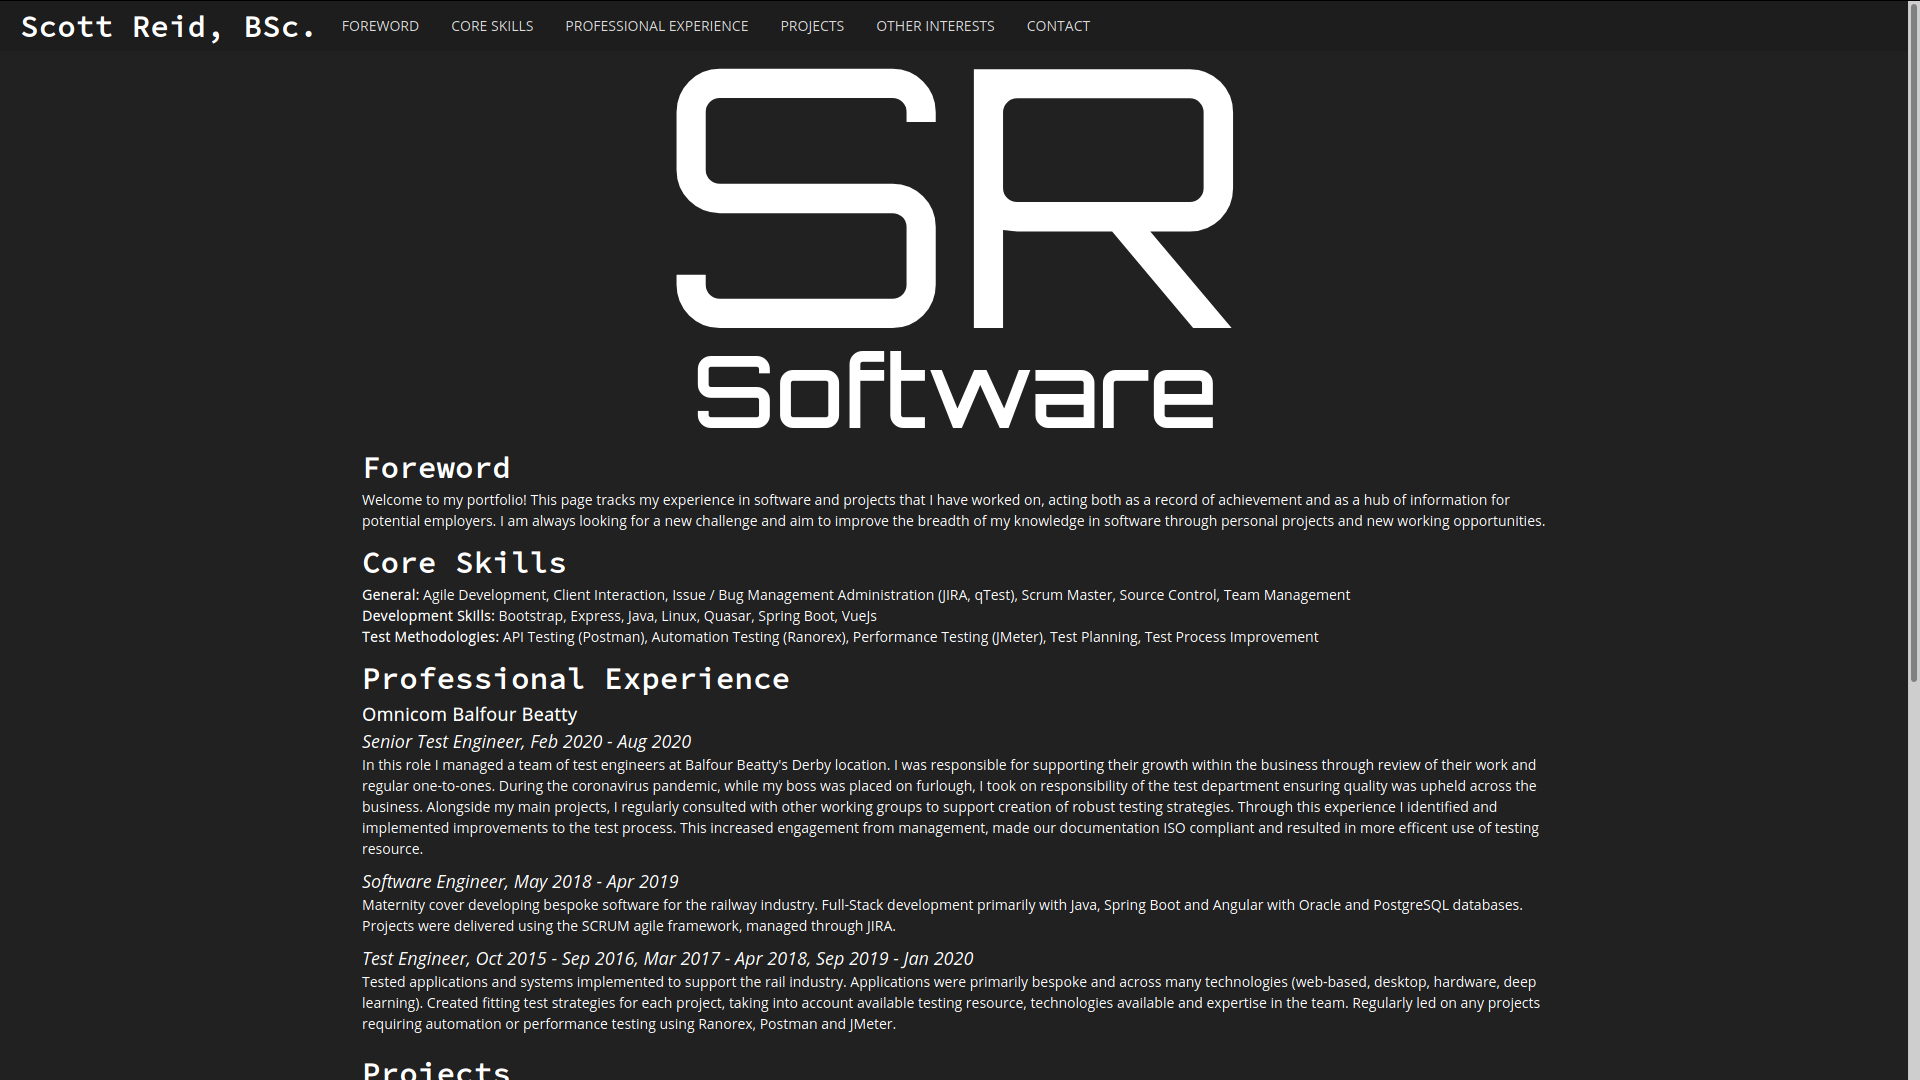 Scott Reid, BSc. FOREWORD CORE SKILLS PROFESSIONAL EXPERIENCE PROJECTS OTHER INTERESTS CONTACT
SR
Software
Foreword
Welcome to my portfolio! This page tracks my experience in software and projects that I have worked on, acting both as a record of achievement and as a hub of information for
potential employers. I am always looking for a new challenge and aim to improve the breadth of my knowledge in software through personal projects and new working opportunities.
Core Skills
General: Agile Development, Client Interaction, Issue / Bug Management Administration (JIRA, qTest), Scrum Master, Source Control, Team Management
Development Skills: Bootstrap, Express, Java, Linux, Quasar, Spring Boot, VueJs
Test Methodologies: API Testing (Postman), Automation Testing (Ranorex), Performance Testing (JMeter), Test Planning, Test Process Improvement
Professional Experience
Omnicom Balfour Beatty
Senior Test Engineer, Feb 2020 - Aug 2020
In this role I managed a team of test engineers at Balfour Beatty's Derby location. I was responsible for supporting their growth within the business through review of their work and
regular one-to-ones. During the coronavirus pandemic, while my boss was placed on furlough, I took on responsibility of the test department ensuring quality was upheld across the
business. Alongside my main projects, I regularly consulted with other working groups to support creation of robust testing strategies. Through this experience I identified and
implemented improvements to the test process. This increased engagement from management, made our documentation ISO compliant and resulted in more efficent use of testing
resource.
Software Engineer, May 2018 - Apr 2019
Maternity cover developing bespoke software for the railway industry. Full-Stack development primarily with Java, Spring Boot and Angular with Oracle and PostgreSQL databases.
Projects were delivered using the SCRUM agile framework, managed through JIRA.
Test Engineer, Oct 2015 - Sep 2016, Mar 2017 - Apr 2018, Sep 2019 - Jan 2020
Tested applications and systems implemented to support the rail industry. Applications were primarily bespoke and across many technologies (web-based, desktop, hardware, deep
learning). Created fitting test strategies for each project, taking into account available testing resource, technologies available and expertise in the team. Regularly led on any projects
requiring automation or performance testing using Ranorex, Postman and JMeter.
Projects